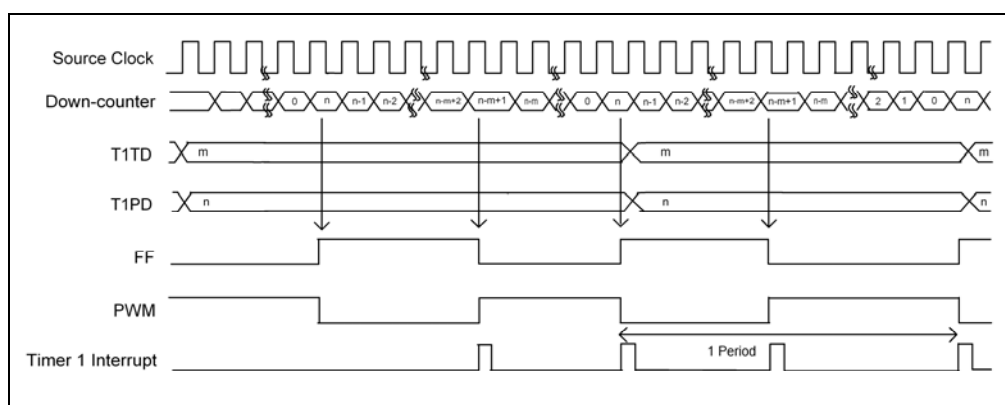 Source Clock
Down-counter 0 n n-1 n-2 n-m+2 n-m+1 n-m 0 n n-1 n-2 n-m+2 n-m+1 n-m 2 1 0 n
T1TD m m m
T1PD n n n
FF
PWM
Timer 1 Interrupt 1 Period